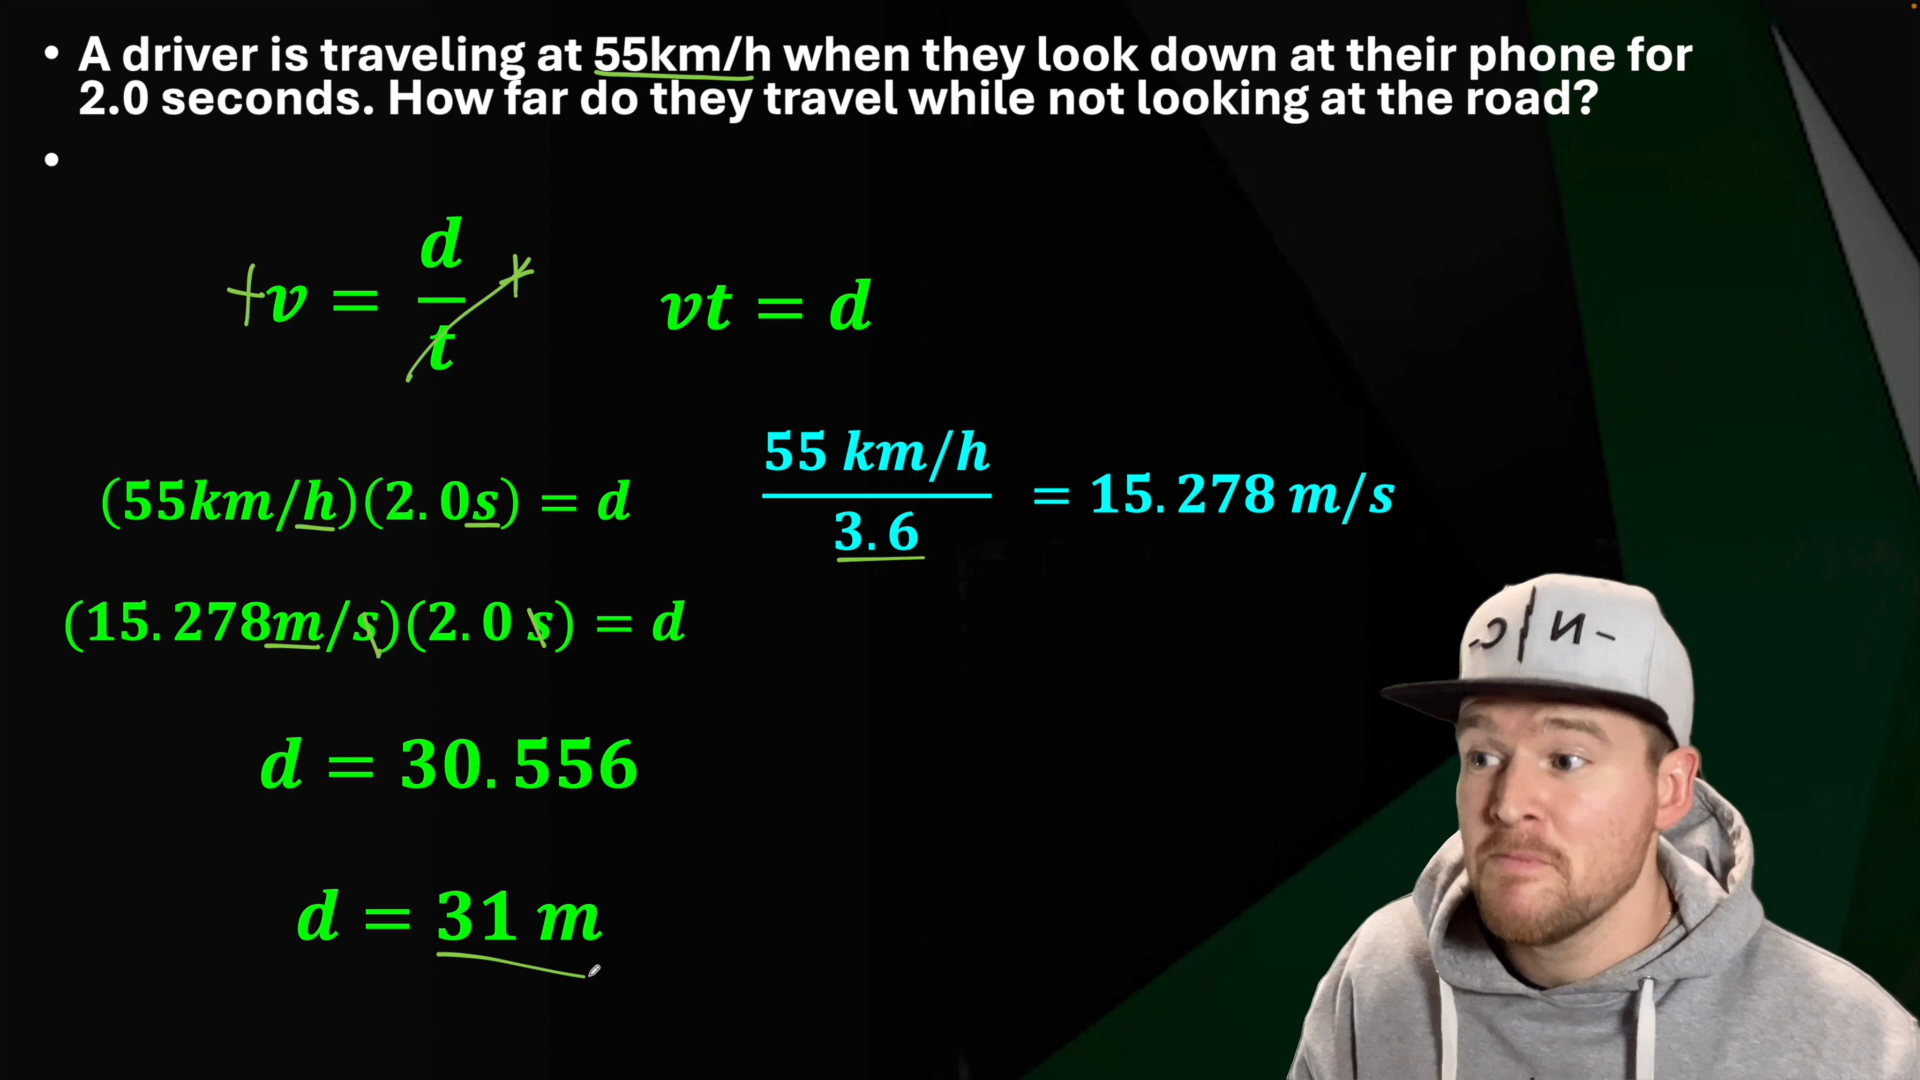 • A driver is traveling at 55km/h when they look down at their phone for
2.0 seconds. How far do they travel while not looking at the road?
•
tv = d/t * t
vt = d
(55km/h)(2.0s) = d
55 km/h / 3.6 = 15.278 m/s
(15.278m/s)(2.0 s) = d
d = 30.556
d = 31 m